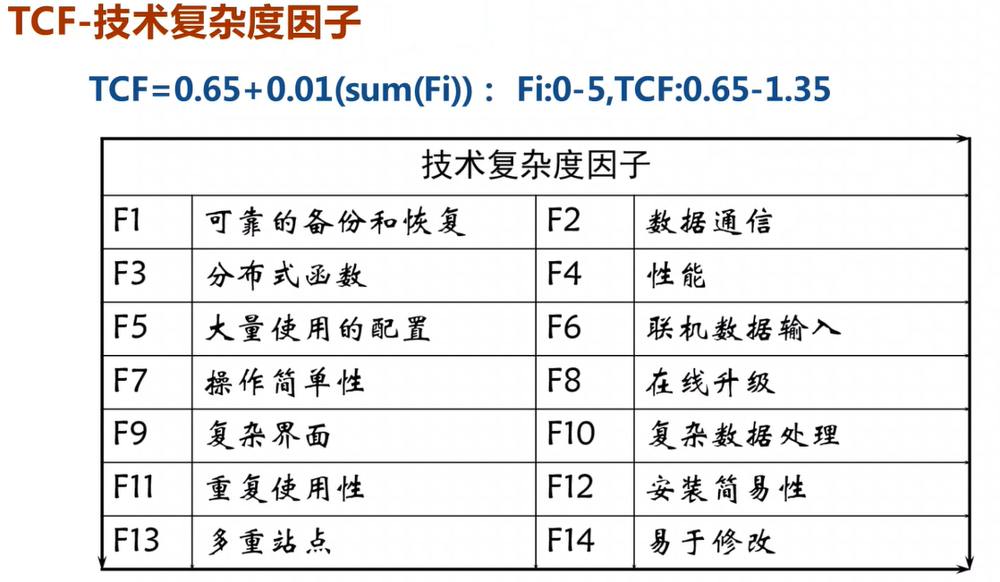 TCF-技术复杂度因子
TCF=0.65+0.01(sum(Fi)): Fi:0-5,TCF:0.65-1.35
技术复杂度因子
F1 可靠的备份和恢复 F2 数据通信
F3 分布式函数 F4 性能
F5 大量使用的配置 F6 联机数据输入
F7 操作简单性 F8 在线升级
F9 复杂界面 F10 复杂数据处理
F11 重复使用性 F12 安装简易性
F13 多重站点 F14 易于修改